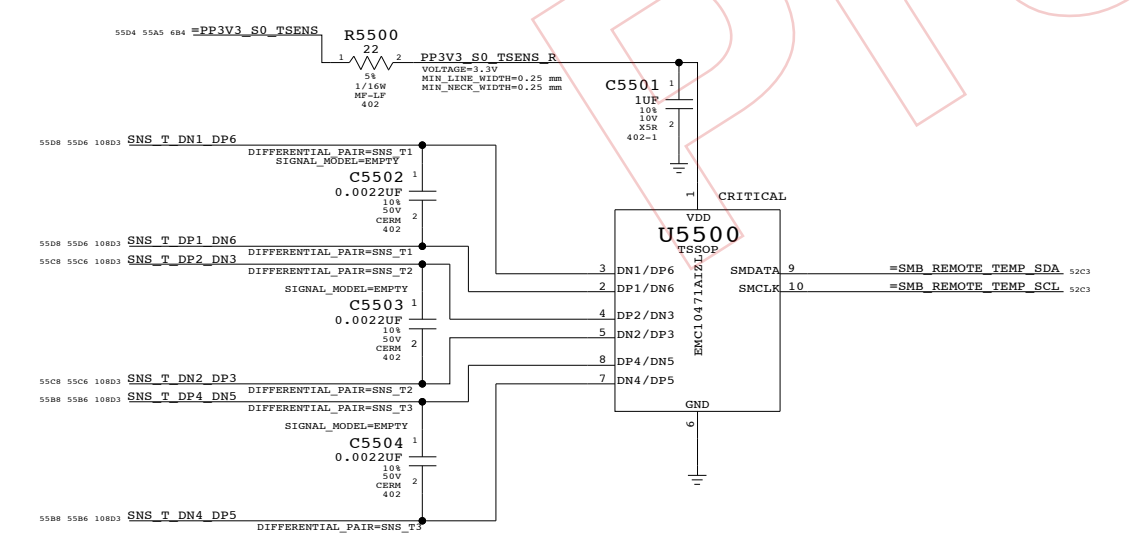 55D4 55A5 6B4 =PP3V3_S0_TSENS
R5500
22
1 2
5%
1/16W
MF-LF
402
PP3V3_S0_TSENS_R
VOLTAGE=3.3V
MIN_LINE_WIDTH=0.25 mm
MIN_NECK_WIDTH=0.25 mm
C5501 1
1UF
10%
10V
X5R 2
402-1
55D8 55D6 108D3 SNS_T_DN1_DP6
DIFFERENTIAL_PAIR=SNS_T1
SIGNAL_MODEL=EMPTY
C5502 1
0.0022UF
10%
50V
CERM 2
402
55D8 55D6 108D3 SNS_T_DP1_DN6
DIFFERENTIAL_PAIR=SNS_T1
55C8 55C6 108D3 SNS_T_DP2_DN3
DIFFERENTIAL_PAIR=SNS_T2
SIGNAL_MODEL=EMPTY
C5503 1
0.0022UF
10%
50V
CERM 2
402
55C8 55C6 108D3 SNS_T_DN2_DP3
DIFFERENTIAL_PAIR=SNS_T2
55B8 55B6 108D3 SNS_T_DP4_DN5
DIFFERENTIAL_PAIR=SNS_T3
SIGNAL_MODEL=EMPTY
C5504 1
0.0022UF
10%
50V
CERM 2
402
55B8 55B6 108D3 SNS_T_DN4_DP5
DIFFERENTIAL_PAIR=SNS_T3
1
CRITICAL
VDD
U5500
TSSOP
EMC10471AIZL
3 DN1/DP6
2 DP1/DN6
4 DP2/DN3
5 DN2/DP3
8 DP4/DN5
7 DN4/DP5
SMDATA 9 =SMB_REMOTE_TEMP_SDA 52C3
SMCLK 10 =SMB_REMOTE_TEMP_SCL 52C3
GND
6